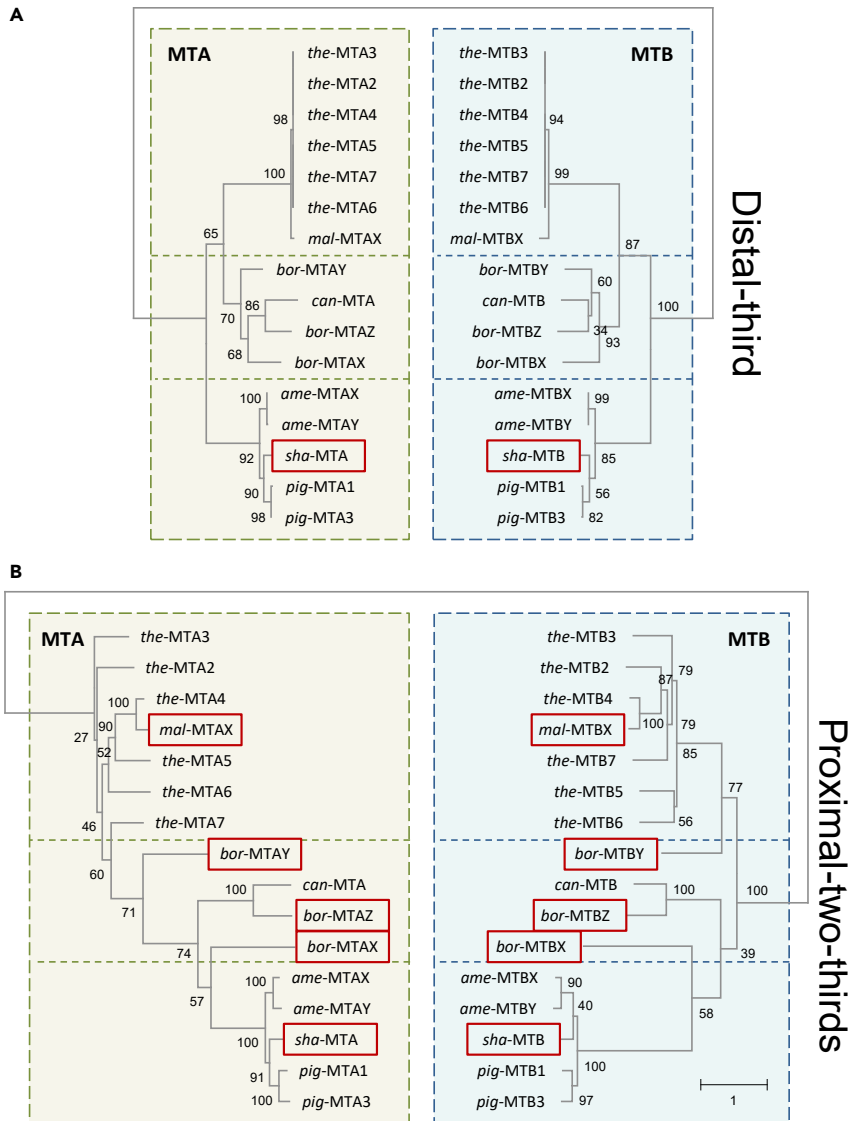 A
MTA
MTB
the-MTA3
the-MTB3
the-MTA2
the-MTB2
98
the-MTA4
the-MTB4
94
the-MTA5
the-MTB5
100
the-MTA7
the-MTB7
99
the-MTA6
the-MTB6
65
mal-MTAX
mal-MTBX
87
bor-MTAY
bor-MTBY
60
86
can-MTA
can-MTB
100
70
bor-MTAZ
bor-MTBZ
34
93
68
bor-MTAX
bor-MTBX
100
ame-MTAX
ame-MTBX
99
ame-MTAY
ame-MTBY
92
sha-MTA
sha-MTB
85
90
pig-MTA1
pig-MTB1
56
98
pig-MTA3
pig-MTB3
82
Distal-third
B
MTA
MTB
the-MTA3
the-MTB3
the-MTA2
the-MTB2
79
87
100
the-MTA4
the-MTB4
27
90
mal-MTAX
mal-MTBX
100
79
52
the-MTA5
the-MTB7
85
the-MTA6
the-MTB5
77
46
the-MTA7
the-MTB6
56
60
bor-MTAY
bor-MTBY
100
can-MTA
can-MTB
100
100
71
bor-MTAZ
bor-MTBZ
74
bor-MTAX
bor-MTBX
39
100
ame-MTAX
ame-MTBX
90
57
ame-MTAY
ame-MTBY
40
58
100
sha-MTA
sha-MTB
100
91
pig-MTA1
pig-MTB1
100
pig-MTA3
pig-MTB3
97
1
Proximal-two-thirds